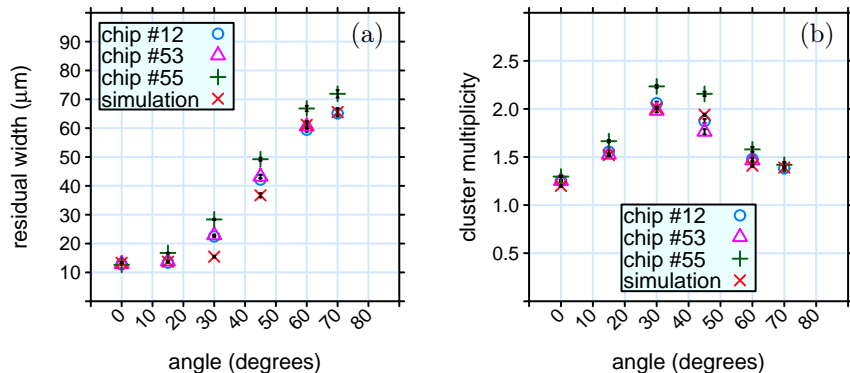 (a)
chip #12
chip #53
chip #55
simulation
90
80
70
60
50
40
30
20
10
residual width (μm)
0 10 20 30 40 50 60 70 80
angle (degrees)
(b)
2.5
2.0
1.5
1.0
0.5
cluster multiplicity
chip #12
chip #53
chip #55
simulation
0 10 20 30 40 50 60 70 80
angle (degrees)